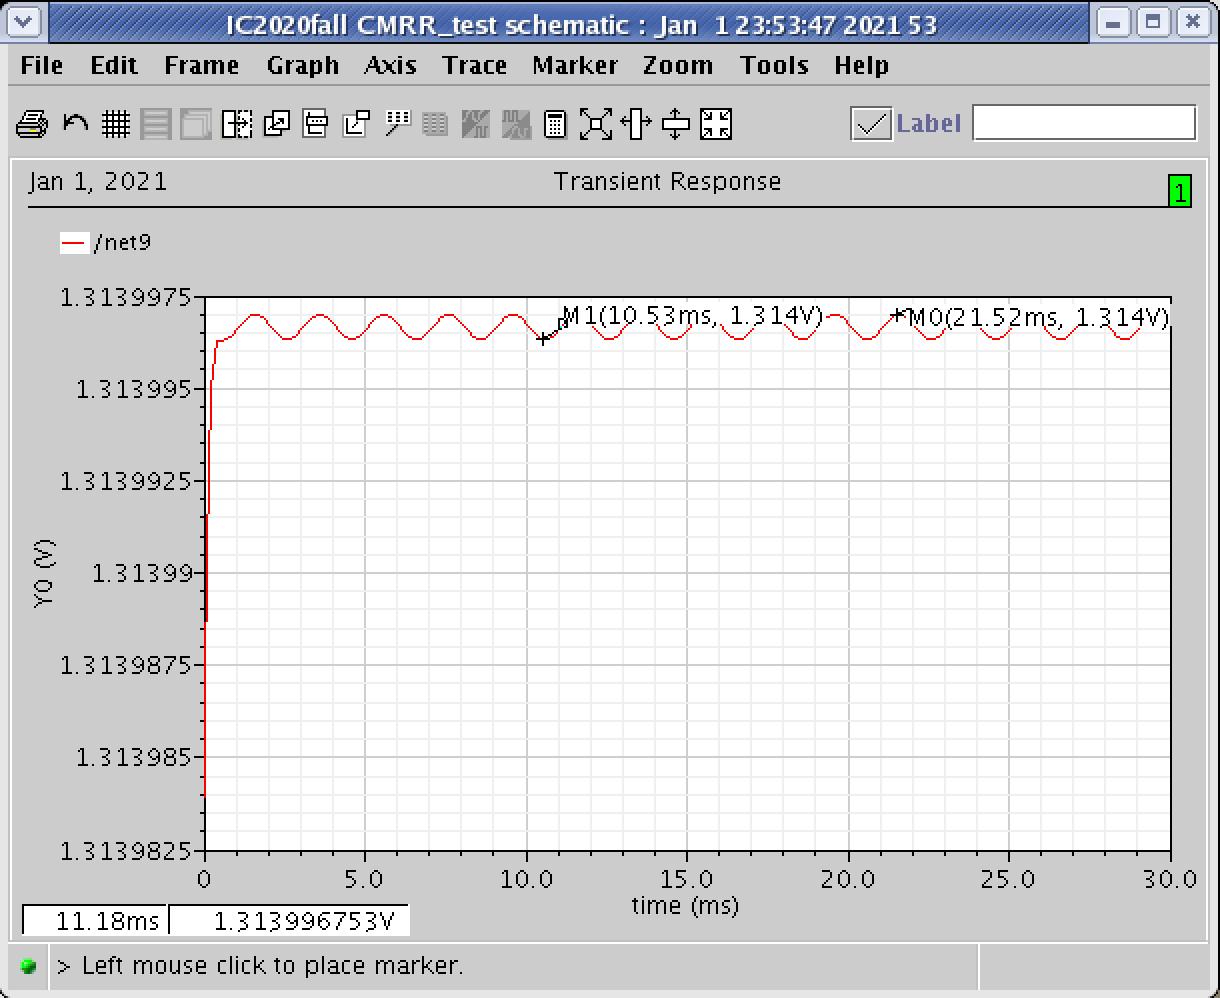 IC2020fall CMRR_test schematic : Jan 1 23:53:47 2021 53
File Edit Frame Graph Axis Trace Marker Zoom Tools Help
Label
Jan 1, 2021 Transient Response 1
/net9
1.3139975
M1(10.53ms, 1.314V) M0(21.52ms, 1.314V)
1.313995
1.3139925
1.31399
1.3139875
1.313985
1.3139825
Y0 (V)
0 5.0 10.0 15.0 20.0 25.0 30.0
time (ms)
11.18ms 1.313996753V
> Left mouse click to place marker.